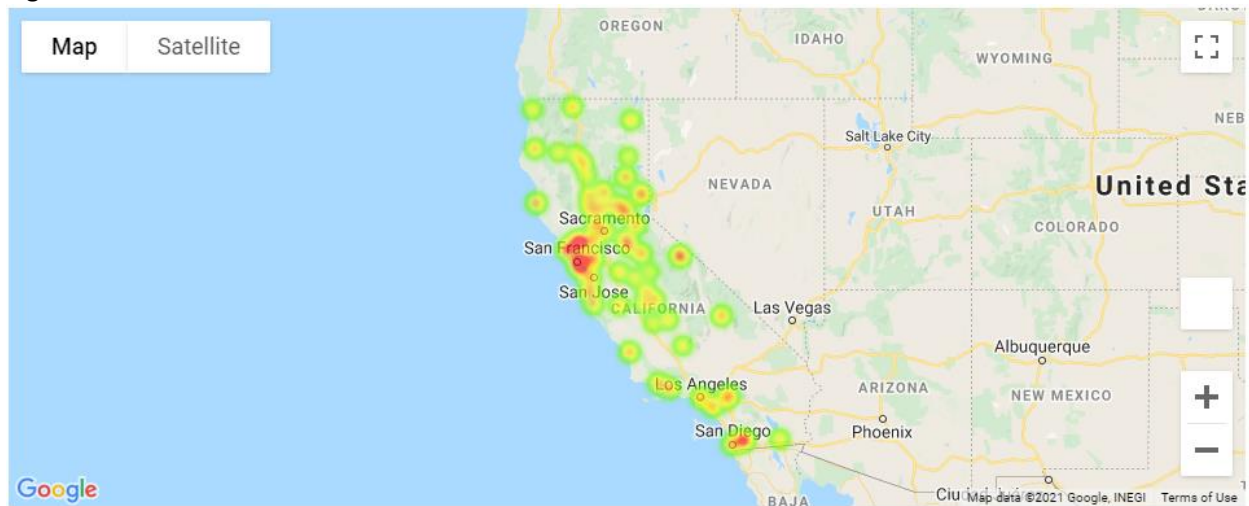 Map Satellite
OREGON
IDAHO
WYOMING
NEB
Salt Lake City
NEVADA
United Sta
UTAH
Sacramento
COLORADO
San Francisco
San Jose
CALIFORNIA
Las Vegas
Albuquerque
Los Angeles
ARIZONA
NEW MEXICO
San Diego
Phoenix
Google
BAJA
Map data ©2021 Google, INEGI Terms of Use